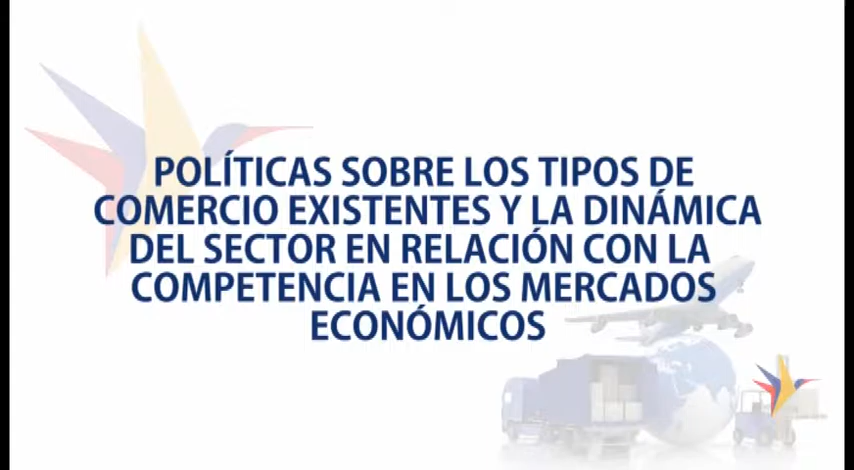 POLÍTICAS SOBRE LOS TIPOS DE
COMERCIO EXISTENTES Y LA DINÁMICA
DEL SECTOR EN RELACIÓN CON LA
COMPETENCIA EN LOS MERCADOS
ECONÓMICOS